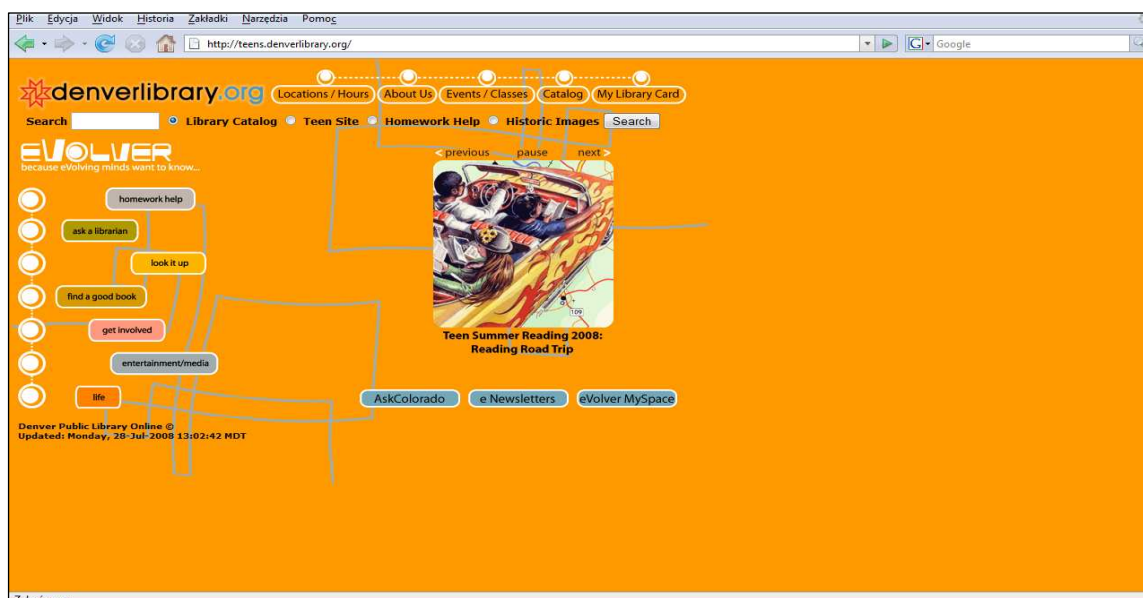 Plik Edycja Widok Historia Zakładki Narzędzia Pomoc
http://teens.denverlibrary.org/
G Google
denverlibrary.org
Locations / Hours About Us Events / Classes Catalog My Library Card
Search Library Catalog Teen Site Homework Help Historic Images Search
eVOLVER
because eVolving minds want to know...
< previous pause next >
homework help
ask a librarian
look it up
find a good book
get involved
entertainment/media
life
109
Teen Summer Reading 2008:
Reading Road Trip
AskColorado e Newsletters eVolver MySpace
Denver Public Library Online ©
Updated: Monday, 28-Jul-2008 13:02:42 MDT